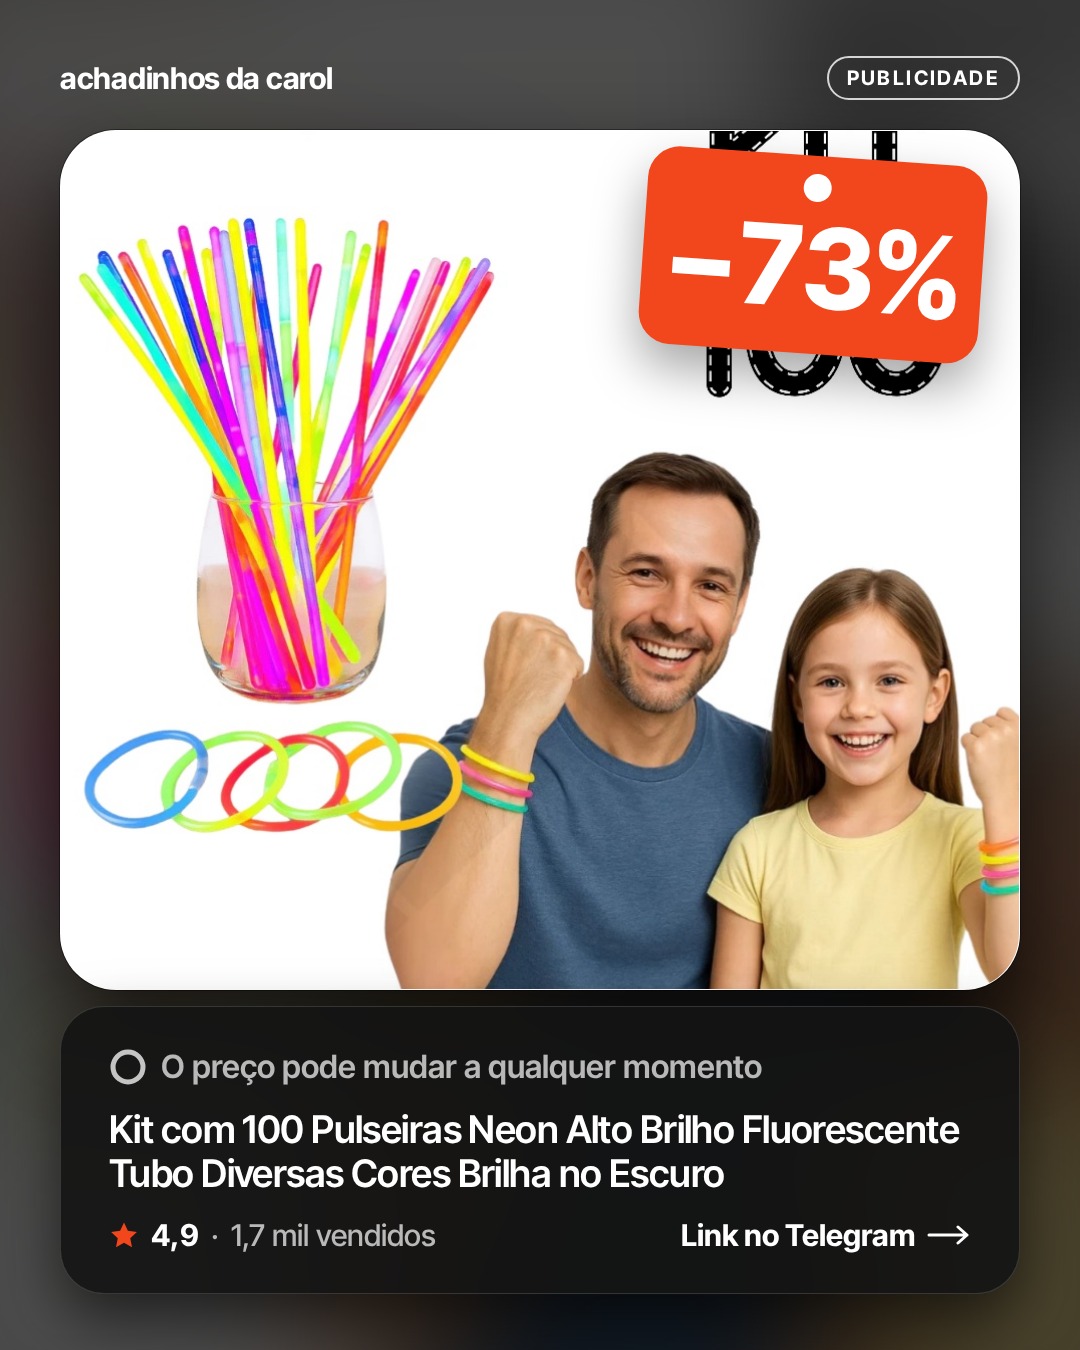 achadinhos da carol
PUBLICIDADE
-73%
O preço pode mudar a qualquer momento
Kit com 100 Pulseiras Neon Alto Brilho Fluorescente
Tubo Diversas Cores Brilha no Escuro
4,9 · 1,7 mil vendidos
Link no Telegram →